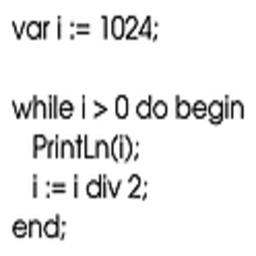 var i := 1024;
while i > 0 do begin
PrintLn(i);
i := i div 2;
end;